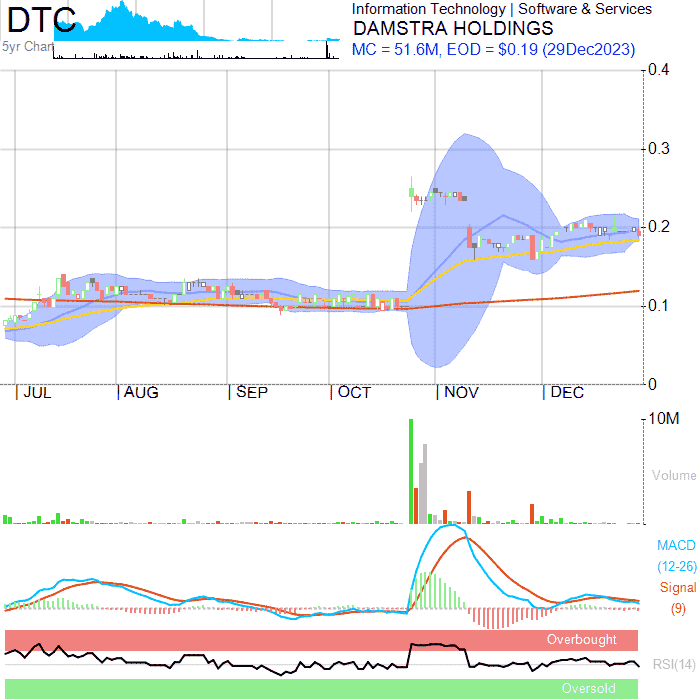 DTC
5yr Chart
Information Technology | Software & Services
DAMSTRA HOLDINGS
MC = 51.6M, EOD = $0.19 (29Dec2023)
0.4
0.3
0.2
0.1
0
JUL
AUG
SEP
OCT
NOV
DEC
10M
Volume
MACD
(12-26)
Signal
(9)
Overbought
RSI(14)
Oversold